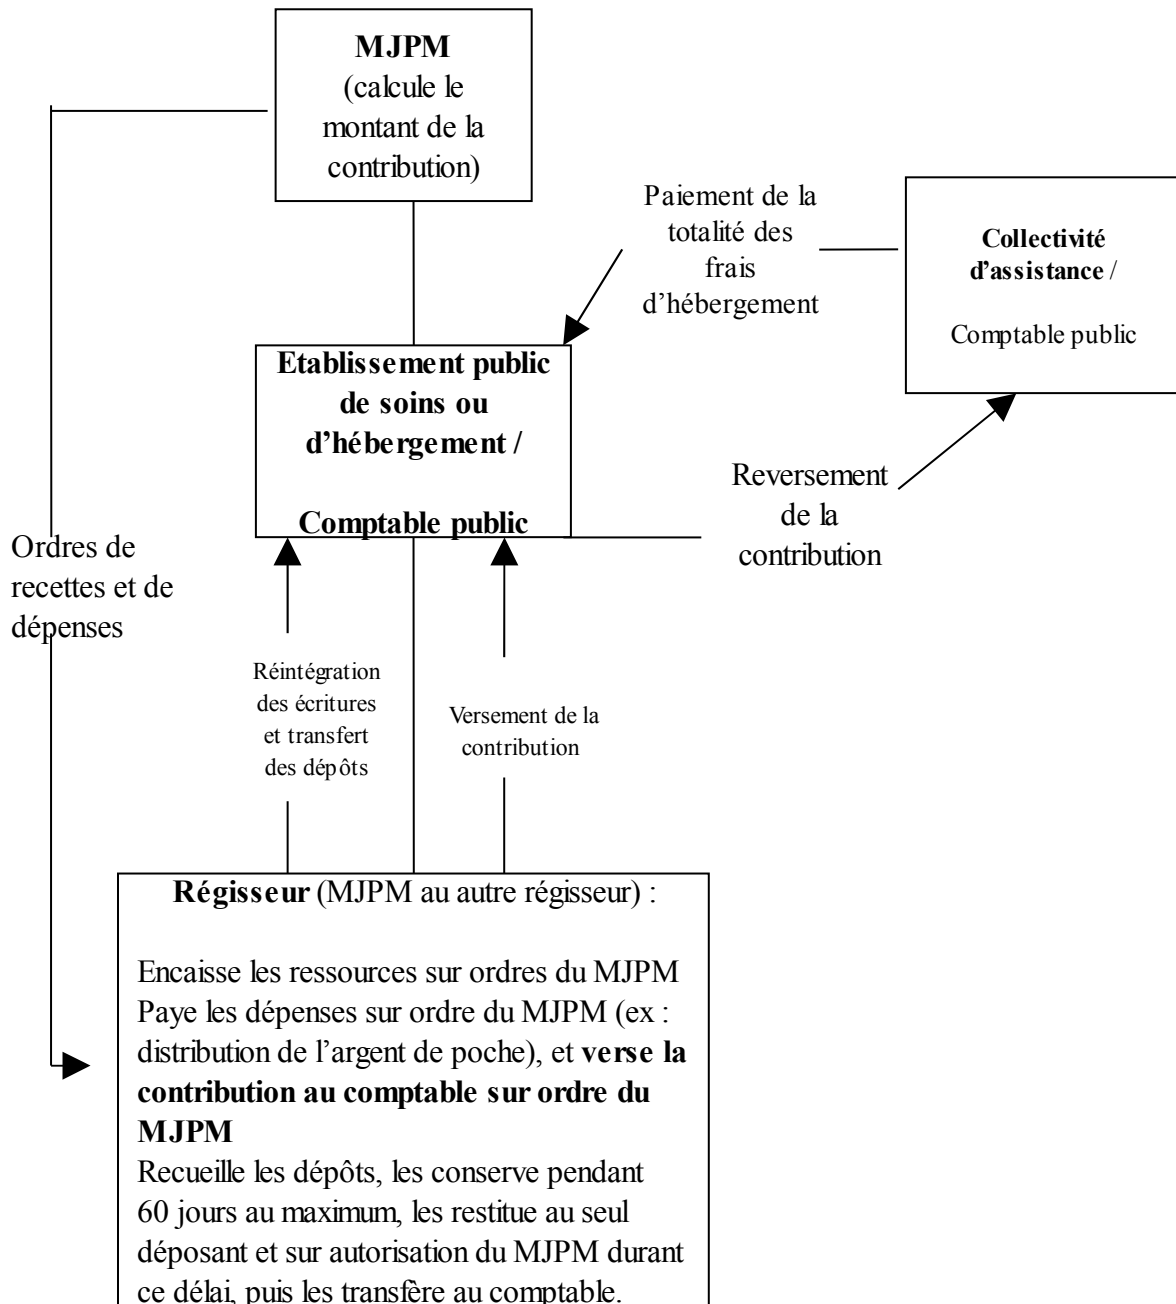 MJPM
(calcule le
montant de la
contribution)
Paiement de la
totalité des
frais
d’hébergement
Collectivité
d’assistance /
Comptable public
Etablissement public
de soins ou
d’hébergement /
Comptable public
Reversement
de la
contribution
Ordres de
recettes et de
dépenses
Réintégration
des écritures
et transfert
des dépôts
Versement de la
contribution
Régisseur (MJPM au autre régisseur) :
Encaisse les ressources sur ordres du MJPM
Paye les dépenses sur ordre du MJPM (ex :
distribution de l’argent de poche), et verse la
contribution au comptable sur ordre du
MJPM
Recueille les dépôts, les conserve pendant
60 jours au maximum, les restitue au seul
déposant et sur autorisation du MJPM durant
ce délai, puis les transfère au comptable.